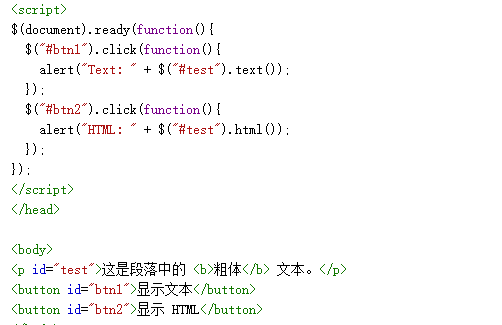 <script>
$(document).ready(function(){
  $("#btn1").click(function(){
    alert("Text: " + $("#test").text());
  });
  $("#btn2").click(function(){
    alert("HTML: " + $("#test").html());
  });
});
</script>
</head>

<body>
<p id="test">这是段落中的 <b>粗体</b> 文本。</p>
<button id="btn1">显示文本</button>
<button id="btn2">显示 HTML</button>